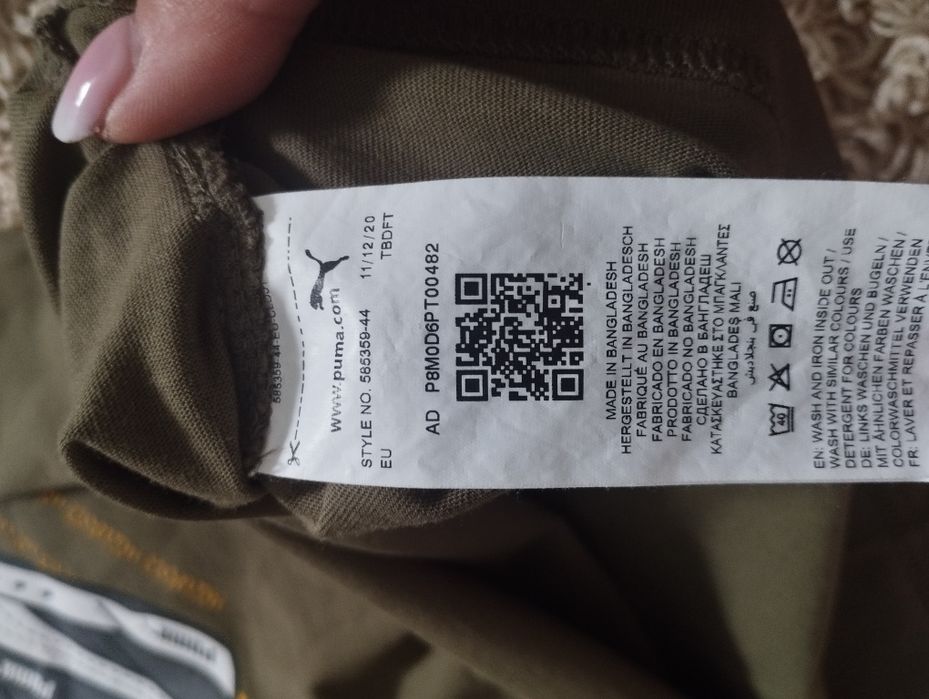 www.puma.com
STYLE NO. 585359-44 11/12/20
EU TBDFT
AD P8M0D6PT00482
MADE IN BANGLADESH
HERGESTELLT IN BANGLADESCH
FABRIQUÉ AU BANGLADESH
FABRICADO EN BANGLADESH
PRODOTTO IN BANGLADESH
FABRICADO NO BANGLADESH
СДЕЛАНО В БАНГЛАДЕШ
ΚΑΤΑΣΚΕΥΑΣΤΗΚΕ ΣΤΟ ΜΠΑΓΚΛΑΝΤΕΣ
BANGLADEŞ MALI
صنع في بنجلاديش
40
EN: WASH AND IRON INSIDE OUT /
WASH WITH SIMILAR COLOURS / USE
DETERGENT FOR COLOURS
DE: LINKS WASCHEN UND BÜGELN /
MIT ÄHNLICHEN FARBEN WASCHEN /
COLORWASCHMITTEL VERWENDEN
FR: LAVER ET REPASSER À